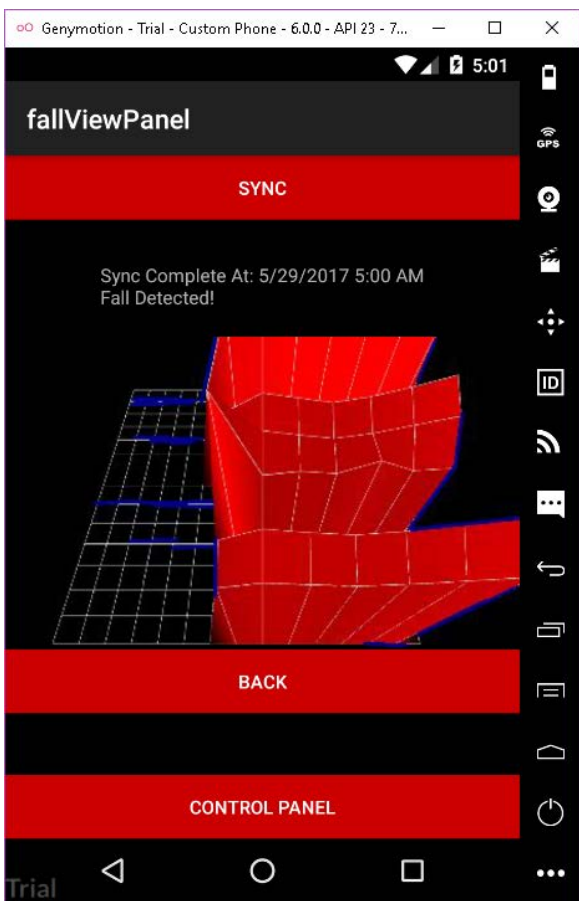 Genymotion - Trial - Custom Phone - 6.0.0 - API 23 - 7...
5:01
fallViewPanel
GPS
SYNC
Sync Complete At: 5/29/2017 5:00 AM
Fall Detected!
ID
BACK
CONTROL PANEL
Trial